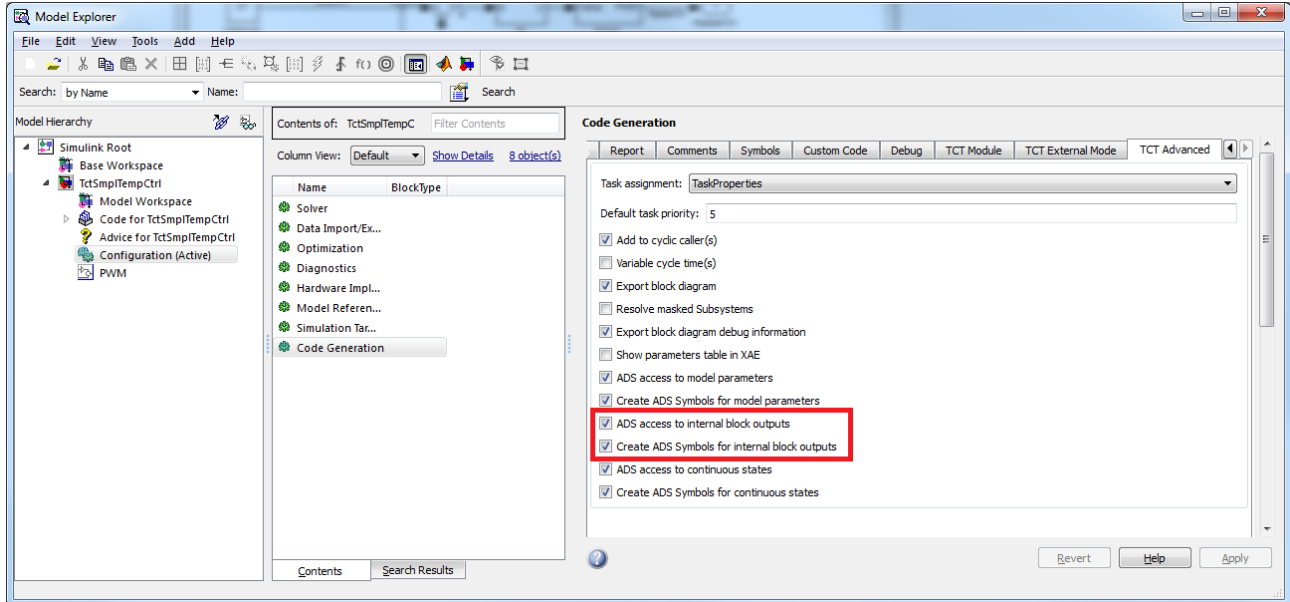 Model Explorer
File Edit View Tools Add Help
Search: by Name Name: Search
Model Hierarchy
Simulink Root
Base Workspace
TctSmplTempCtrl
Model Workspace
Code for TctSmplTempCtrl
Advice for TctSmplTempCtrl
Configuration (Active)
PWM
Contents of: TctSmplTempC Filter Contents
Column View: Default Show Details 8 object(s)
Name BlockType
Solver
Data Import/Ex...
Optimization
Diagnostics
Hardware Impl...
Model Referen...
Simulation Tar...
Code Generation
Contents Search Results
Code Generation
Report Comments Symbols Custom Code Debug TCT Module TCT External Mode TCT Advanced
Task assignment: TaskProperties
Default task priority: 5
Add to cyclic caller(s)
Variable cycle time(s)
Export block diagram
Resolve masked Subsystems
Export block diagram debug information
Show parameters table in XAE
ADS access to model parameters
Create ADS Symbols for model parameters
ADS access to internal block outputs
Create ADS Symbols for internal block outputs
ADS access to continuous states
Create ADS Symbols for continuous states
Revert Help Apply